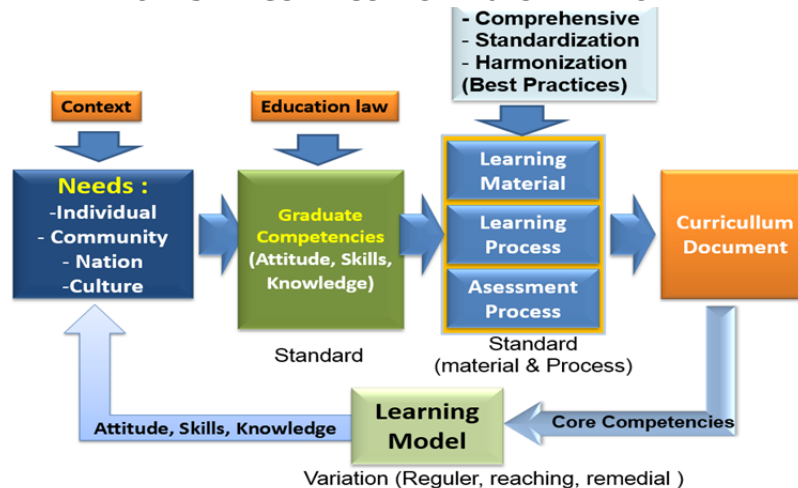 - Comprehensive
- Standardization
- Harmonization
(Best Practices)
Context
Education law
Needs :
-Individual
- Community
- Nation
-Culture
Graduate
Competencies
(Attitude, Skills,
Knowledge)
Learning
Material
Learning
Process
Asessment
Process
Curricullum
Document
Standard
Standard
(material & Process)
Attitude, Skills, Knowledge
Learning
Model
Core Competencies
Variation (Reguler, reaching, remedial )